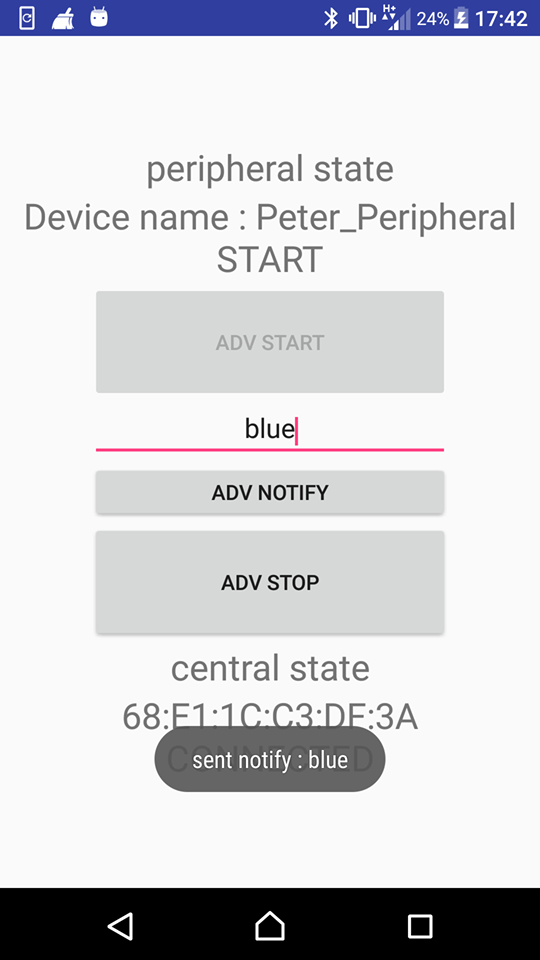 H+
24%
17:42
peripheral state
Device name : Peter_Peripheral
START
ADV START
blue
ADV NOTIFY
ADV STOP
central state
68:E1:1C:C3:DF:3A
CONNECTED
sent notify : blue